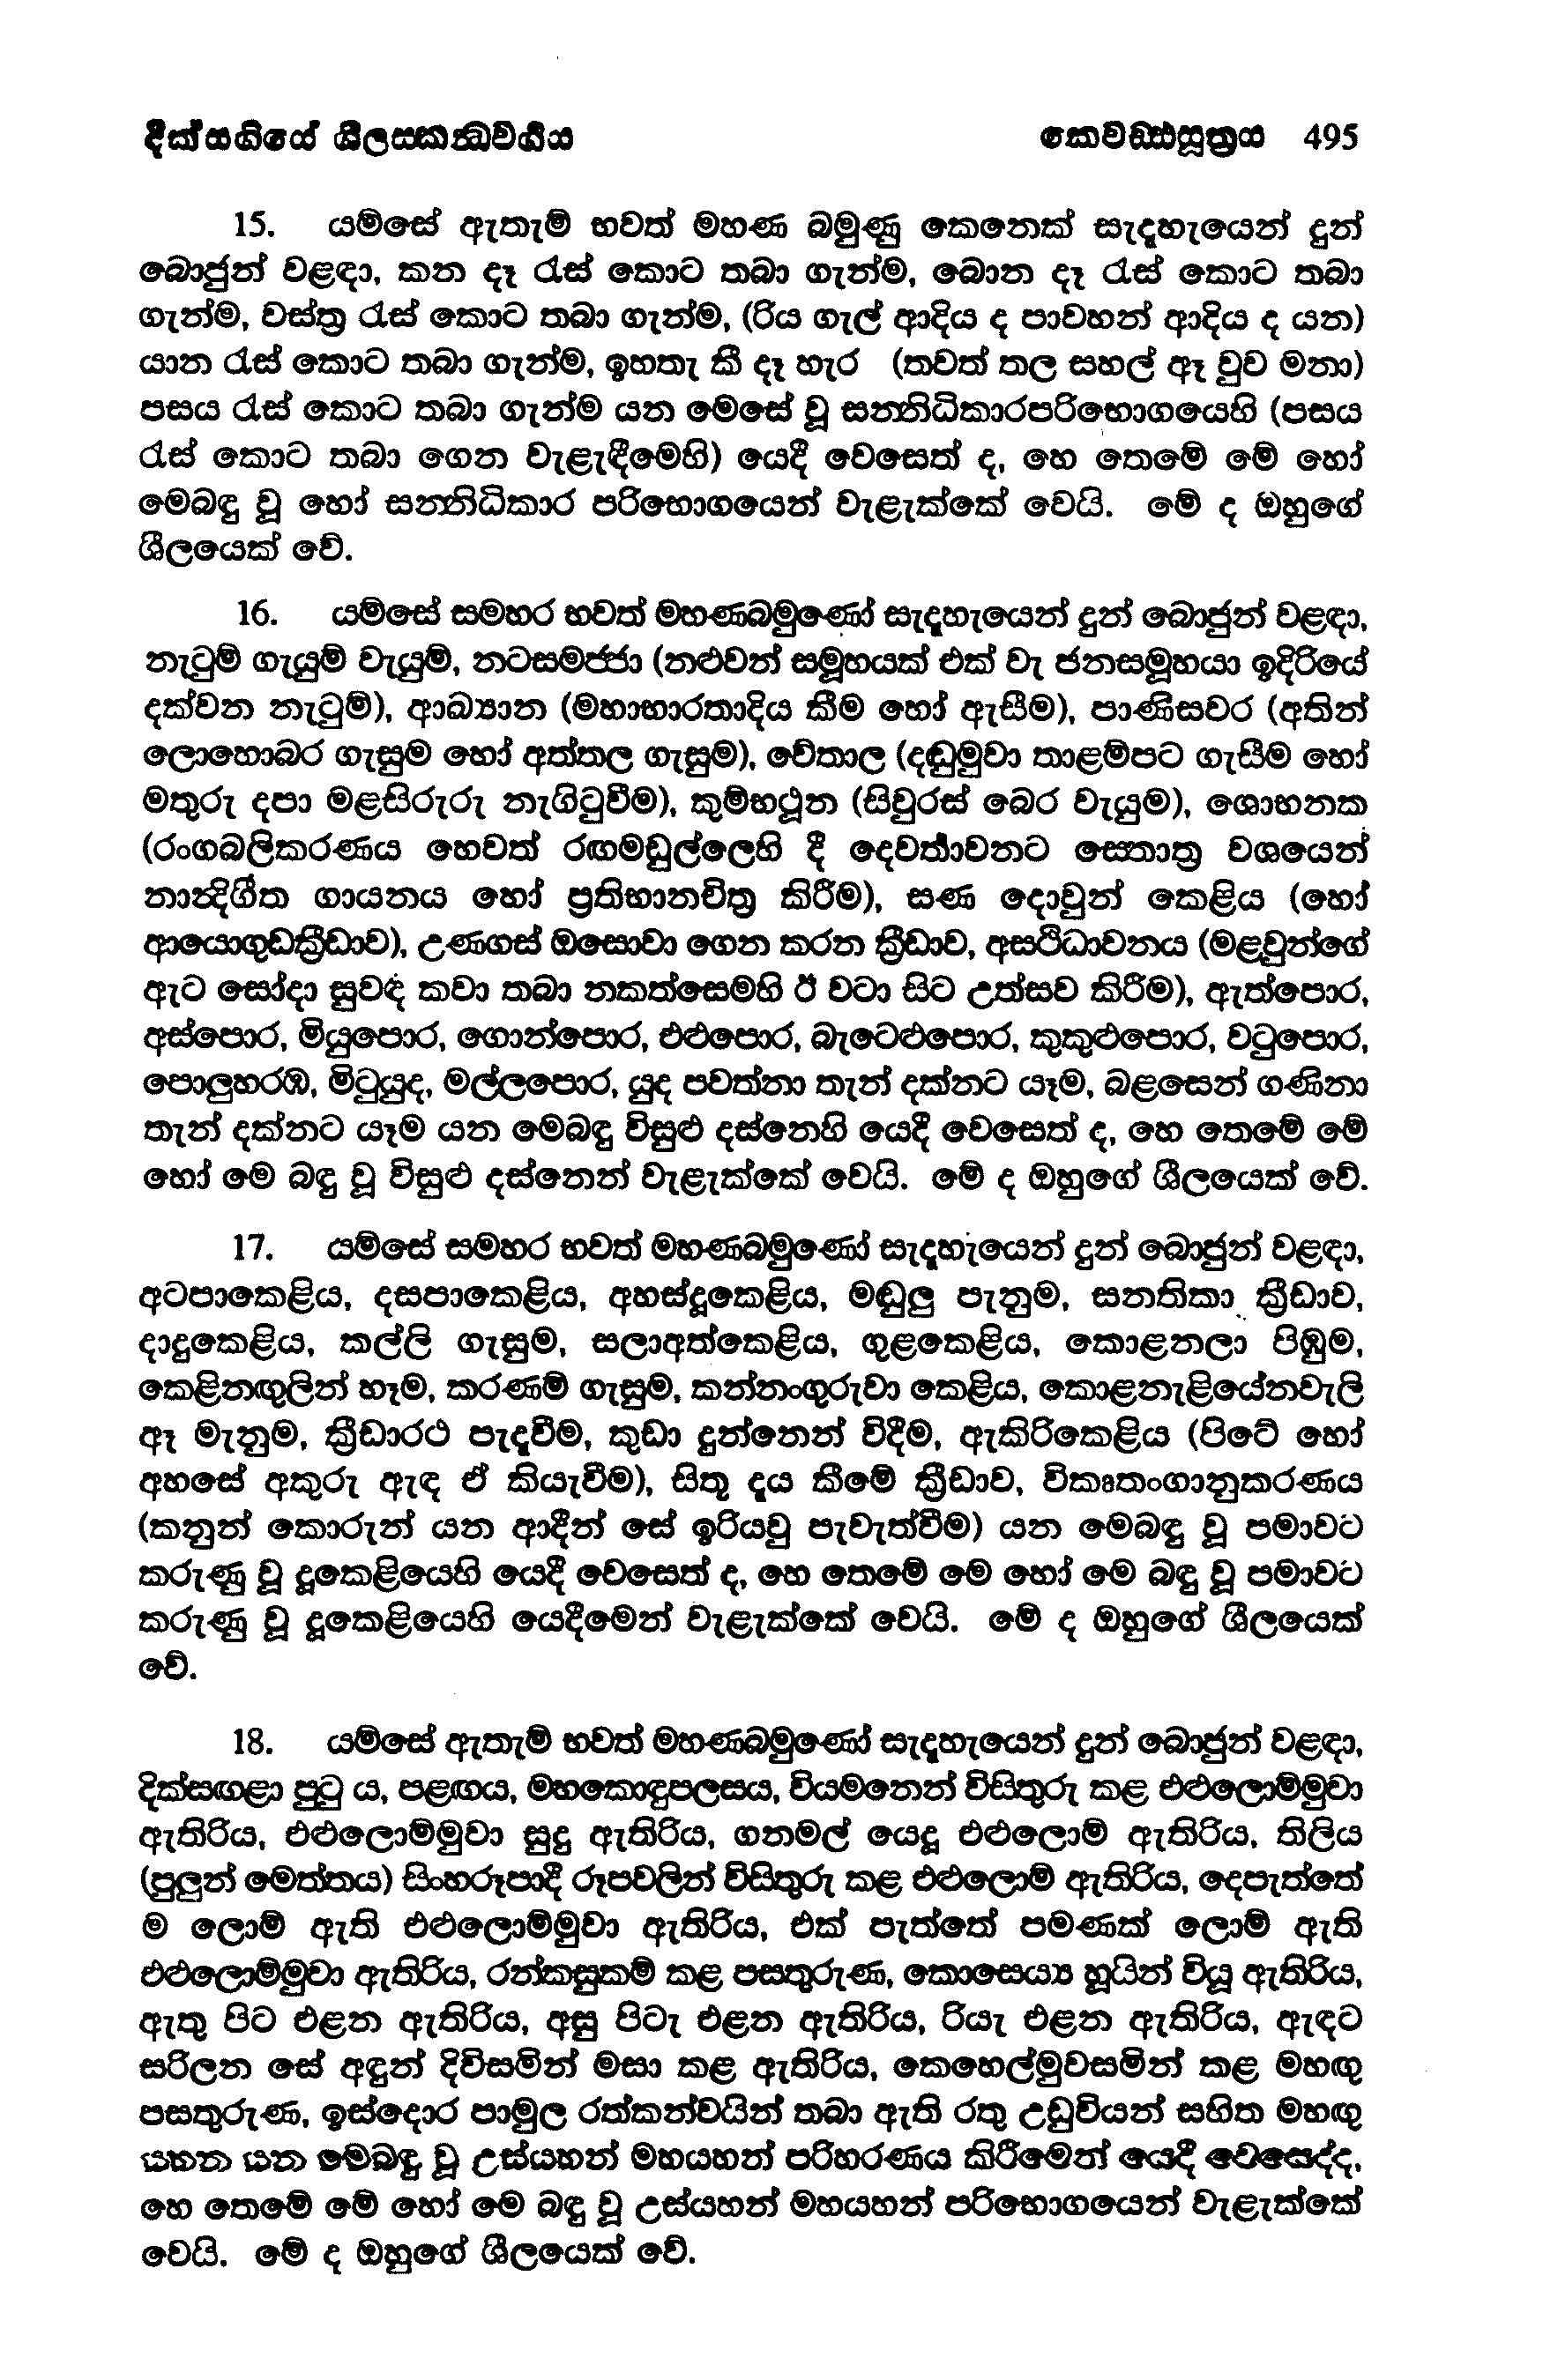 දික්සඟියේ ශීලස්කන්ධවර්ගය කෙවඩ්ඪසූත්‍රය 495
15. යම්සේ ඇතැම් භවත් මහණ බමුණු කෙනෙක් සැදැහැයෙන් දුන්
බොජුන් වළඳා, කන දෑ රැස් කොට තබා ගැන්ම, බොන දෑ රැස් කොට තබා
ගැන්ම, වස්ත්‍ර රැස් කොට තබා ගැන්ම, (රිය ගැල් ආදිය ද පාවහන් ආදිය ද යන)
යාන රැස් කොට තබා ගැන්ම, ඉහතැ කී දෑ හැර (තවත් තල සහල් ඈ වුව මනා)
පසය රැස් කොට තබා ගැන්ම යන මෙසේ වූ සන්නිධිකාරපරිභොගයෙහි (පසය
රැස් කොට තබා ගෙන වැළැඳීමෙහි) යෙදී වෙසෙත් ද, හෙ තෙමේ මේ හෝ
මෙබඳු වූ හෝ සන්නිධිකාර පරිභොගයෙන් වැළැක්කේ වෙයි. මේ ද ඔහුගේ
ශීලයෙක් වේ.
16. යම්සේ සමහර භවත් මහණබමුණෝ සැදැහැයෙන් දුන් බොජුන් වළඳා,
නැටුම් ගැයුම් වැයුම්, නටසමජ්ජා (නළුවන් සමූහයක් එක් වැ ජනසමූහයා ඉදිරියේ
දක්වන නැටුම්), ආඛ්‍යාන (මහාභාරතාදිය කීම හෝ ඇසීම), පාණිස්වර (අතින්
ලොහොබර ගැසුම හෝ අත්තල ගැසුම), වේතාල (දඬුමුවා තාළම්පට ගැසීම හෝ
මතුරු දපා මළසිරුරු නැගිටුවීම), කුම්භථූන (සිවුරස් බෙර වැයුම), ශොභනක
(රංගබලිකරණය හෙවත් රඟමඩුල්ලෙහි දී දෙවතාවනට ස්තොත්‍ර වශයෙන්
නාන්දිගීත ගායනය හෝ ප්‍රතිභානචිත්‍ර කිරීම), සණ දොවුන් කෙළිය (හෝ
ආයොගුඩක්‍රීඩාව), උණගස් ඔසොවා ගෙන කරන ක්‍රීඩාව, අස්ථිධාවනය (මළවුන්ගේ
ඇට සෝදා සුවඳ කවා තබා නකත්සෙමහි ඊ වටා සිට උත්සව කිරීම), ඇත්පොර,
අස්පොර, මියුපොර, ගොන්පොර, එළුපොර, බැටෙළුපොර, කුකුළුපොර, වටුපොර,
පොලුහරඹ, මිටුයුද, මල්ලපොර, යුද පවත්නා තැන් දක්නට යෑම, බළසෙන් ගණිනා
තැන් දක්නට යෑම යන මෙබඳු විසුළු දස්නෙහි යෙදී වෙසෙත් ද, හෙ තෙමේ මේ
හෝ මෙ බඳු වූ විසුළු දස්නෙන් වැළැක්කේ වෙයි. මේ ද ඔහුගේ ශීලයෙක් වේ.
17. යම්සේ සමහර භවත් මහණබමුණෝ සැදැහැයෙන් දුන් බොජුන් වළඳා,
අටපාකෙළිය, දසපාකෙළිය, අහස්දූකෙළිය, මඬුලු පැනුම, සන්තිකා ක්‍රීඩාව,
දාදුකෙළිය, කල්ලි ගැසුම, සලාඅත්කෙළිය, ගුළකෙළිය, කොළනලා පිඹුම,
කෙළිනඟුලින් හෑම, කරණම් ගැසුම, කන්නංගුරුවා කෙළිය, කොළනැළියේනවැලි
ඈ මැනුම, ක්‍රීඩාරථ පැදැවීම, කුඩා දුන්නෙන් විදීම, ඇකිරිකෙළිය (පිටේ හෝ
අහසේ අකුරු ඇඳ ඒ කියැවීම), සිතූ දැය කීමේ ක්‍රීඩාව, විකෘතංගානුකරණය
(කනුන් කොරුන් යන ආදීන් සේ ඉරියවු පැවැත්වීම) යන මෙබඳු වූ පමාවට
කරුණු වූ දූකෙළියෙහි යෙදී වෙසෙත් ද, හෙ තෙමේ මෙ හෝ මෙ බඳු වූ පමාවට
කරුණු වූ දූකෙළියෙහි යෙදීමෙන් වැළැක්කේ වෙයි. මේ ද ඔහුගේ ශීලයෙක්
වේ.
18. යම්සේ ඇතැම් භවත් මහණබමුණෝ සැදැහැයෙන් දුන් බොජුන් වළඳා,
දික්සඟළා පුටු ය, පළඟය, මහකොඳුපලසය, වියමනෙන් විසිතුරු කළ එළුලොම්මුවා
ඇතිරිය, එළුලොම්මුවා සුදු ඇතිරිය, ගනමල් යෙදූ එළුලොම් ඇතිරිය, තිලිය
(පුලුන් මෙත්තය) සිංහරූපාදී රූපවලින් විසිතුරු කළ එළුලොම් ඇතිරිය, දෙපැත්තේ
ම ලොම් ඇති එළුලොම්මුවා ඇතිරිය, එක් පැත්තේ පමණක් ලොම් ඇති
එළුලොම්මුවා ඇතිරිය, රන්කසුකම් කළ පසතුරුණ, කොසෙය්‍ය හූයින් වියූ ඇතිරිය,
ඇතු පිට එළන ඇතිරිය, අසු පිටැ එළන ඇතිරිය, රියැ එළන ඇතිරිය, ඇඳට
සරිලන සේ අඳුන් දිවිසමින් මසා කළ ඇතිරිය, කෙහෙල්මුවසමින් කළ මහඟු
පසතුරුණ, ඉස්දොර පාමුල රත්කන්වයින් තබා ඇති රතු උඩුවියන් සහිත මහඟු
යහන යන මෙබඳු වූ උස්යහන් මහයහන් පරිහරණය කිරීමෙන් යෙදී වෙසෙද්ද,
හෙ තෙමේ මේ හෝ මෙ බඳු වූ උස්යහන් මහයහන් පරිභොගයෙන් වැළැක්කේ
වෙයි. මේ ද ඔහුගේ ශීලයෙක් වේ.